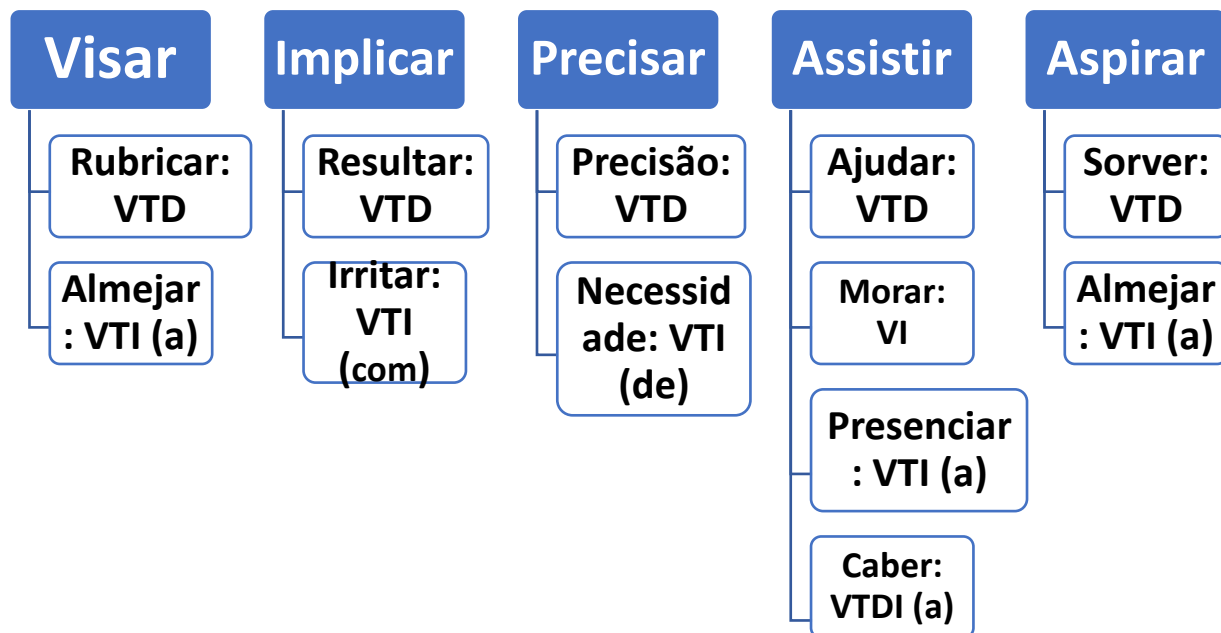 Visar
Rubricar:
VTD
Almejar
: VTI (a)
Implicar
Resultar:
VTD
Irritar:
VTI
(com)
Precisar
Precisão:
VTD
Necessid
ade: VTI
(de)
Assistir
Ajudar:
VTD
Morar:
VI
Presenciar
: VTI (a)
Caber:
VTDI (a)
Aspirar
Sorver:
VTD
Almejar
: VTI (a)